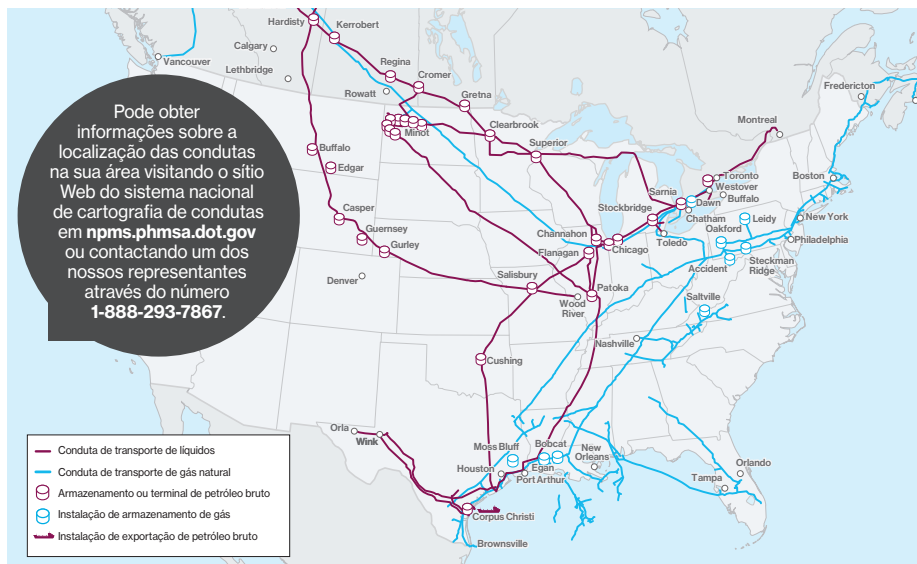 Hardisty
Kerrobert
Calgary
Vancouver
Lethbridge
Regina
Cromer
Rowatt
Gretna
Fredericton
Montreal
Minot
Clearbrook
Superior
Pode obter
informações sobre a
localização das condutas
na sua área visitando o sítio
Web do sistema nacional
de cartografia de condutas
em npms.phmsa.dot.gov
ou contactando um dos
nossos representantes
através do número
1-888-293-7867.
Buffalo
Edgar
Casper
Guernsey
Gurley
Denver
Toronto
Westover
Buffalo
Sarnia
Dawn
Boston
Stockbridge
Chatham
Leidy
Oakford
New York
Channahon
Toledo
Philadelphia
Flanagan
Chicago
Accident
Steckman
Ridge
Salisbury
Patoka
Wood
River
Saltville
Nashville
Cushing
Orla
Wink
Moss Bluff
Bobcat
New
Orleans
Houston
Egan
Port Arthur
Orlando
Tampa
Corpus Christi
Brownsville
Conduta de transporte de líquidos
Conduta de transporte de gás natural
Armazenamento ou terminal de petróleo bruto
Instalação de armazenamento de gás
Instalação de exportação de petróleo bruto